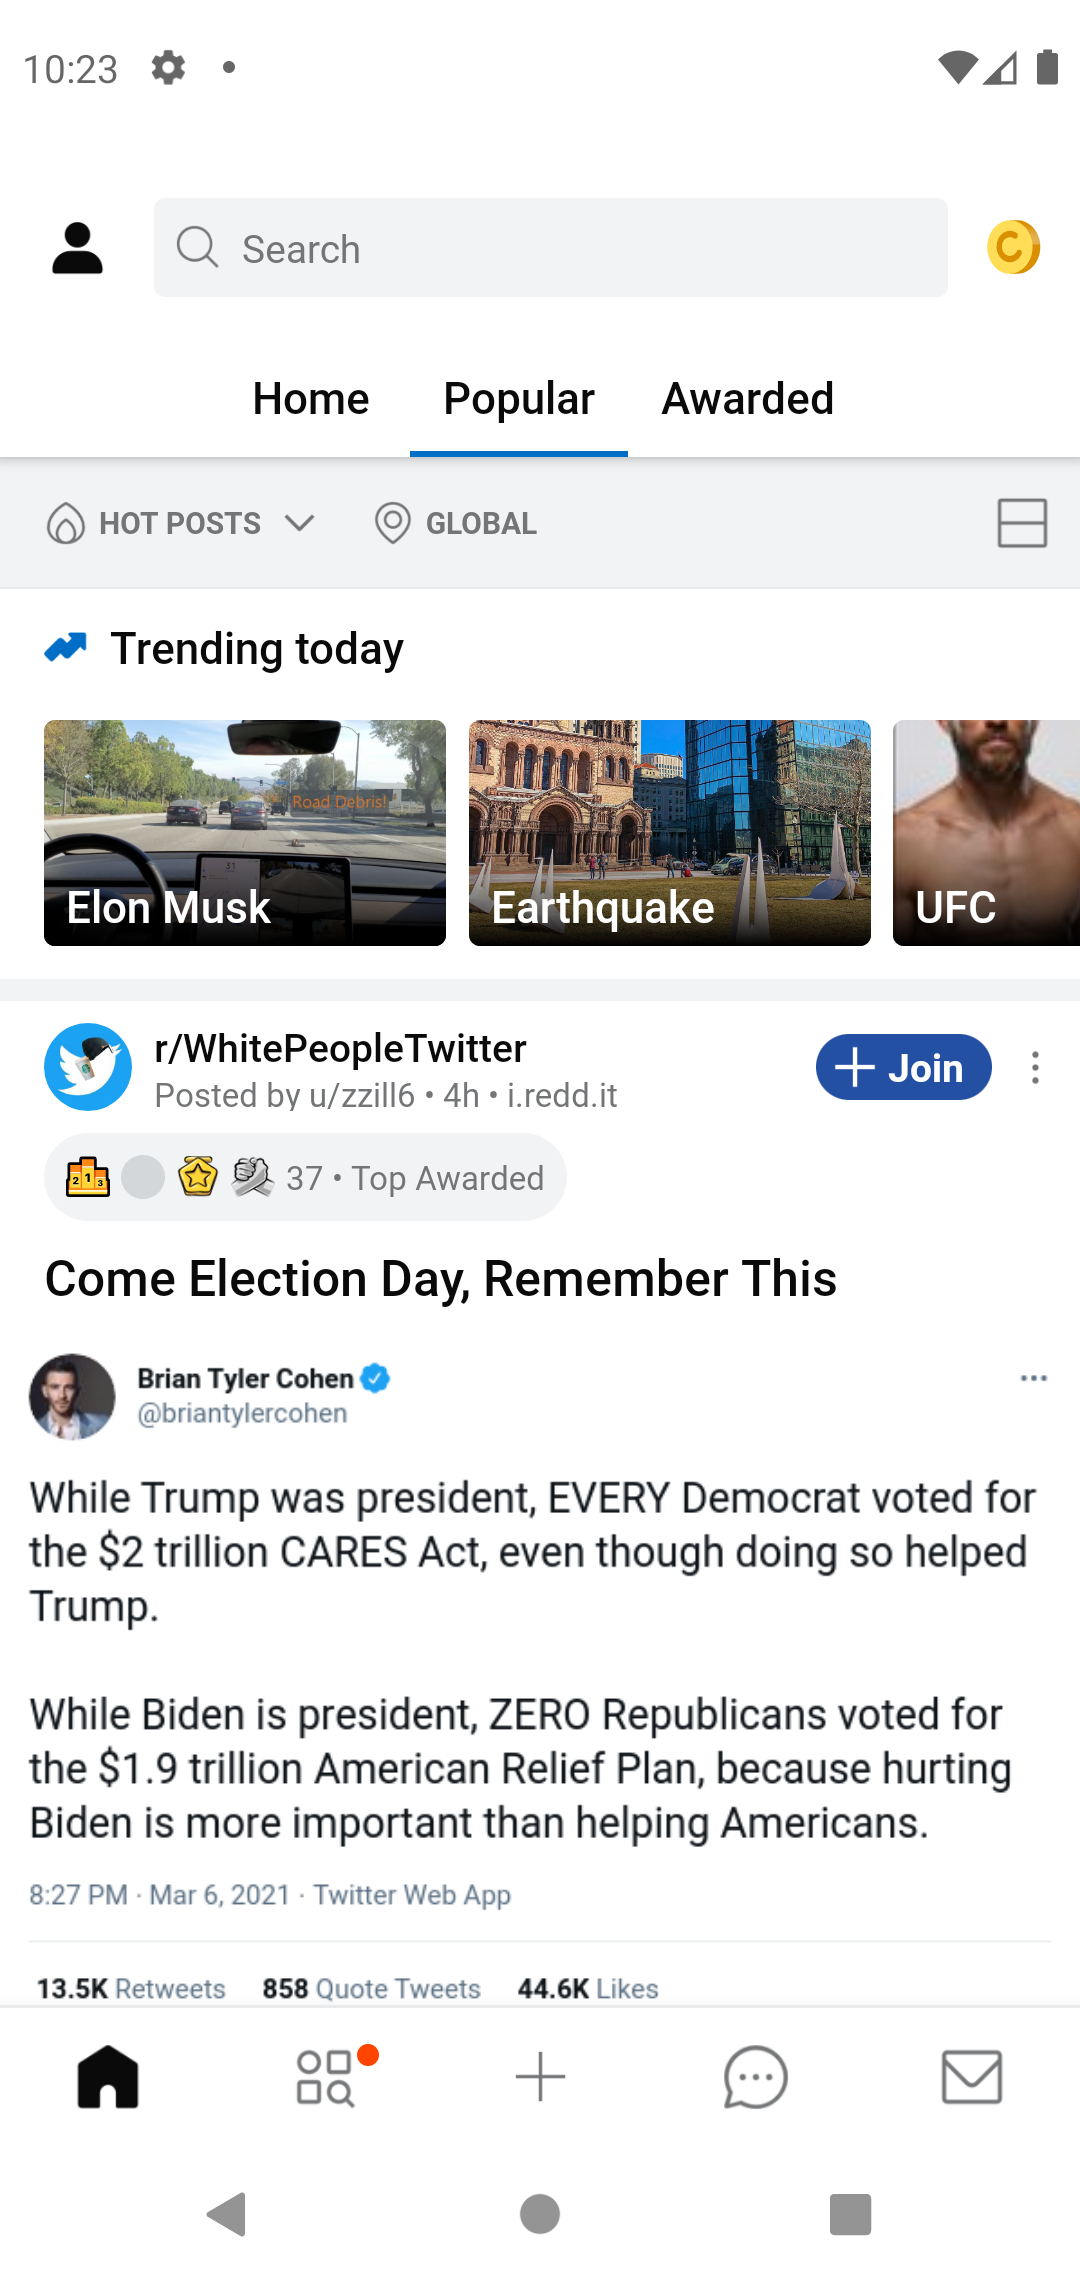 10:23
Search
Home Popular Awarded
HOT POSTS GLOBAL
Trending today
Road Debris!
31
Elon Musk
Earthquake
UFC
r/WhitePeopleTwitter
Posted by u/zzill6 • 4h • i.redd.it
Join
37 • Top Awarded
Come Election Day, Remember This
Brian Tyler Cohen
@briantylercohen
While Trump was president, EVERY Democrat voted for
the $2 trillion CARES Act, even though doing so helped
Trump.
While Biden is president, ZERO Republicans voted for
the $1.9 trillion American Relief Plan, because hurting
Biden is more important than helping Americans.
8:27 PM · Mar 6, 2021 · Twitter Web App
13.5K Retweets 858 Quote Tweets 44.6K Likes